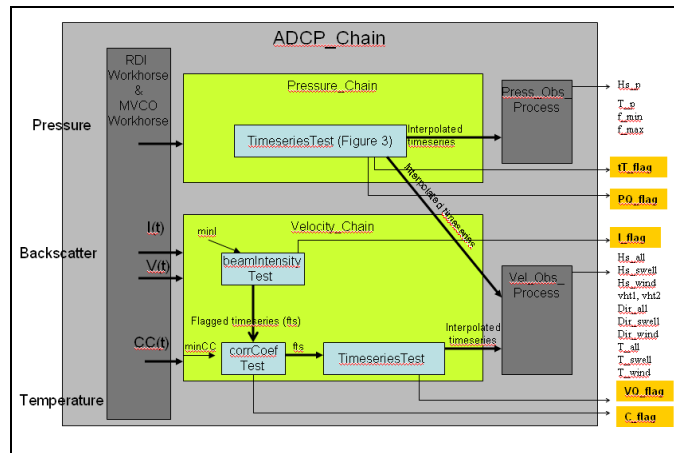 ADCP_Chain
RDI
Workhorse
&
MVCO
Workhorse
Pressure
Backscatter
Temperature
I(t)
V(t)
CC(t)
Pressure_Chain
TimeseriesTest (Figure 3)
Interpolated
timeseries
Press_Obs_
Process
Hs_p
T_p
f_min
f_max
tT_flag
PQ_flag
Interpolated timeseries
Velocity_Chain
minI
beamIntensity
Test
I_flag
Flagged timeseries (fts)
minCC
corrCoef
Test
fts
TimeseriesTest
Interpolated
timeseries
Vel_Obs_
Process
Hs_all
Hs_swell
Hs_wind
vht1, vht2
Dir_all
Dir_swell
Dir_wind
T_all
T_swell
T_wind
VQ_flag
C_flag